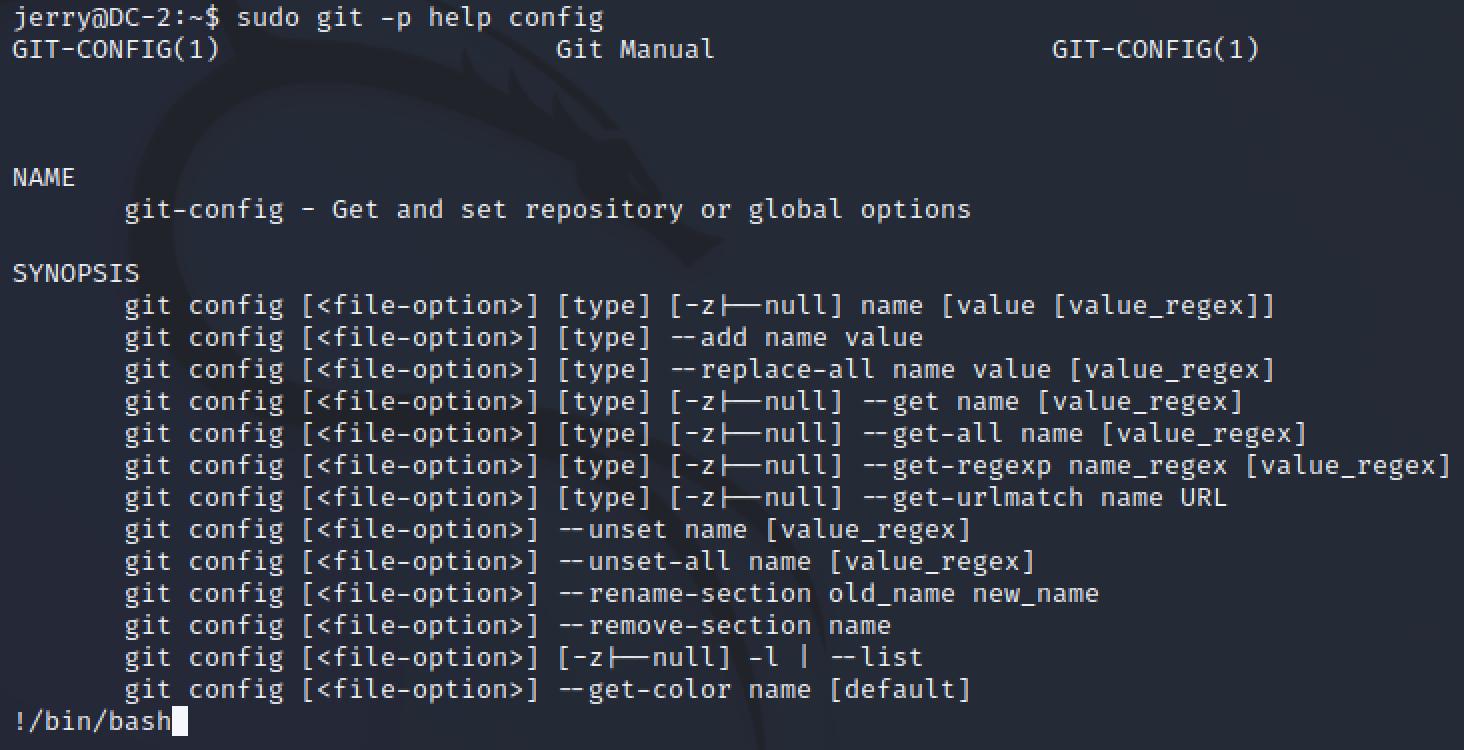 jerry@DC-2:~$ sudo git -p help config
GIT-CONFIG(1) Git Manual GIT-CONFIG(1)
NAME
git-config - Get and set repository or global options
SYNOPSIS
git config [<file-option>] [type] [-z|--null] name [value [value_regex]]
git config [<file-option>] [type] --add name value
git config [<file-option>] [type] --replace-all name value [value_regex]
git config [<file-option>] [type] [-z|--null] --get name [value_regex]
git config [<file-option>] [type] [-z|--null] --get-all name [value_regex]
git config [<file-option>] [type] [-z|--null] --get-regexp name_regex [value_regex]
git config [<file-option>] [type] [-z|--null] --get-urlmatch name URL
git config [<file-option>] --unset name [value_regex]
git config [<file-option>] --unset-all name [value_regex]
git config [<file-option>] --rename-section old_name new_name
git config [<file-option>] --remove-section name
git config [<file-option>] [-z|--null] -l | --list
git config [<file-option>] --get-color name [default]
!/bin/bash